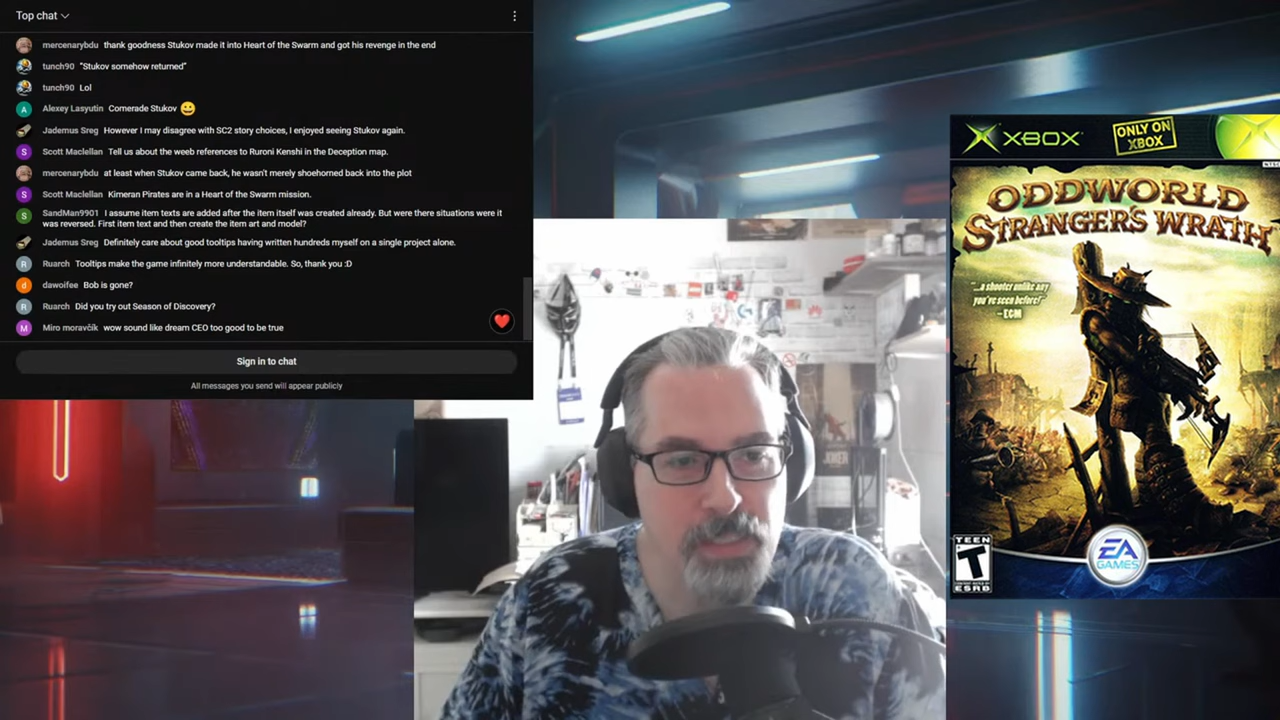 Top chat
mercenarybdu thank goodness Stukov made it into Heart of the Swarm and got his revenge in the end
tunch90 "Stukov somehow returned"
tunch90 Lol
A Alexey Lasyutin Comerade Stukov 😀
Jademus Sreg However I may disagree with SC2 story choices, I enjoyed seeing Stukov again.
S Scott Maclellan Tell us about the weeb references to Ruroni Kenshi in the Deception map.
mercenarybdu at least when Stukov came back, he wasn't merely shoehorned back into the plot
S Scott Maclellan Kimeran Pirates are in a Heart of the Swarm mission.
S SandMan9901 I assume item texts are added after the item itself was created already. But were there situations were it
was reversed. First item text and then create the item art and model?
Jademus Sreg Definitely care about good tooltips having written hundreds myself on a single project alone.
R Ruarch Tooltips make the game infinitely more understandable. So, thank you :D
d dawoifee Bob is gone?
R Ruarch Did you try out Season of Discovery?
M Miro moravčík wow sound like dream CEO too good to be true
Sign in to chat
All messages you send will appear publicly
XBOX
ONLY ON
XBOX
NTSC
ODDWORLD
STRANGER'S WRATH
"...a shooter unlike any
you've seen before!"
– EGM
JOKER
TEEN
T
ESRB
EA
GAMES